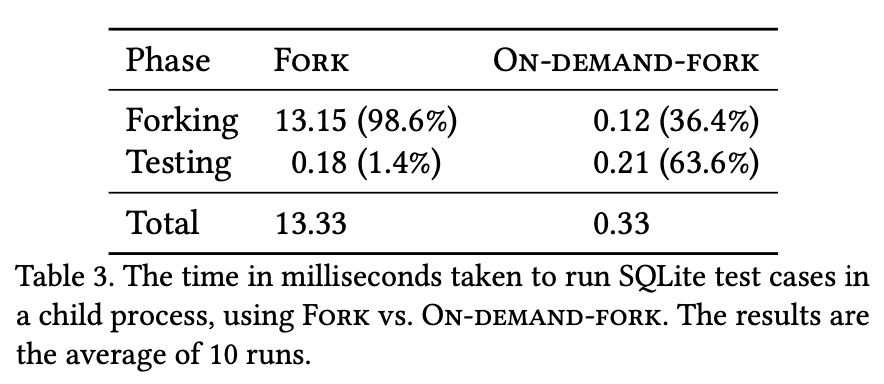 Phase Fork On-demand-fork
Forking 13.15 (98.6%) 0.12 (36.4%)
Testing 0.18 (1.4%) 0.21 (63.6%)
Total 13.33 0.33
Table 3. The time in milliseconds taken to run SQLite test cases in
a child process, using Fork vs. On-demand-fork. The results are
the average of 10 runs.